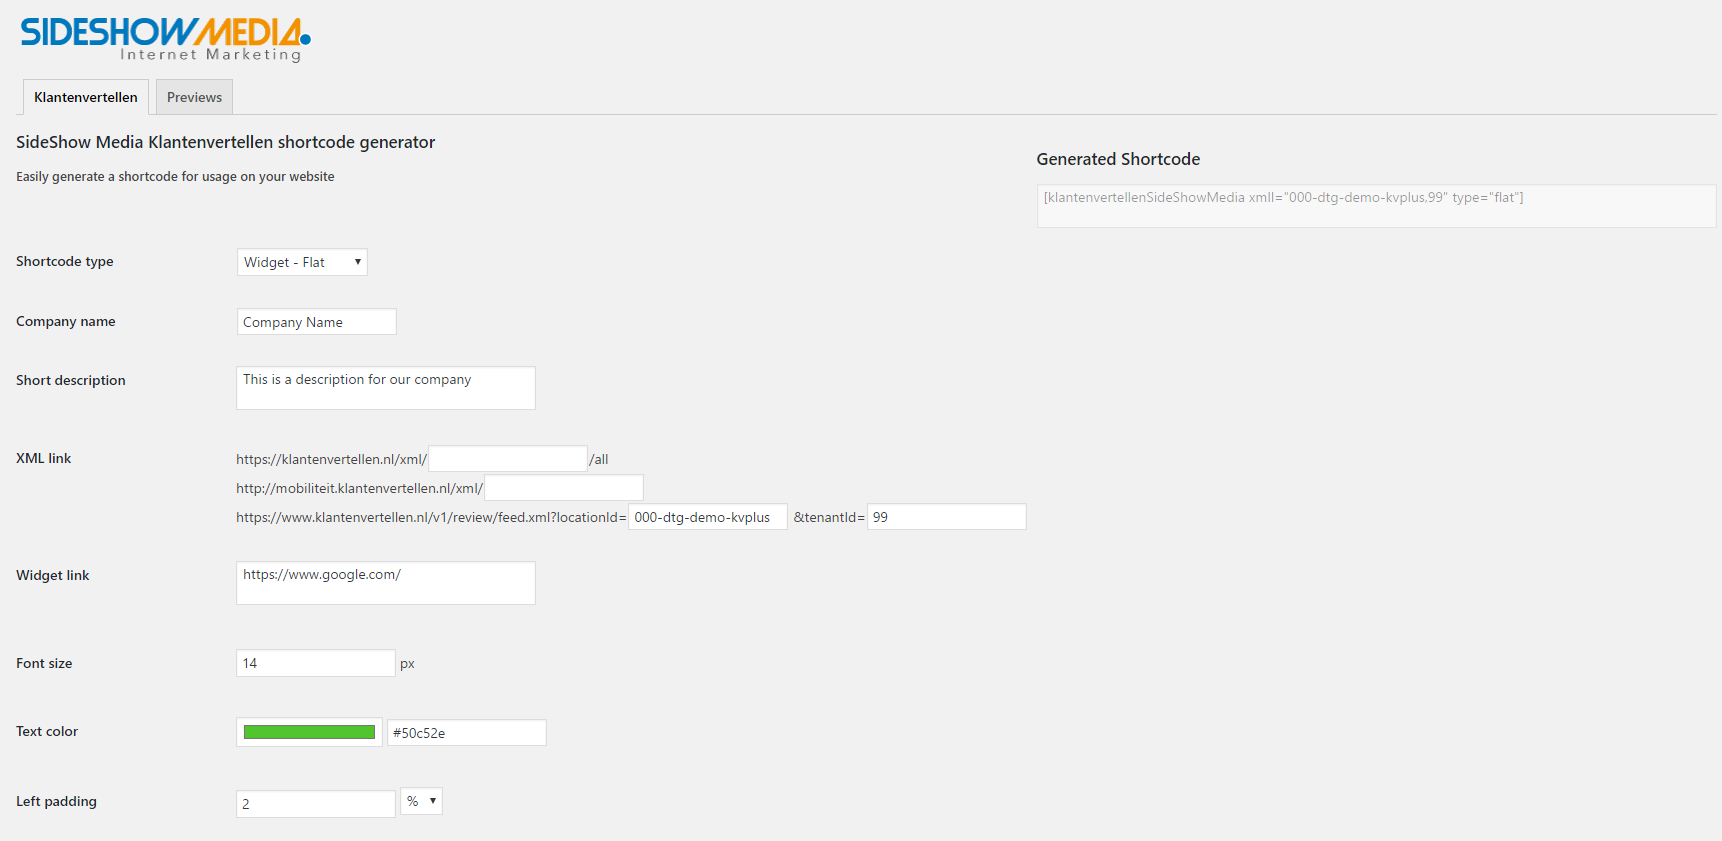 SIDESHOWMEDIA.
Internet Marketing
Klantenvertellen
Previews
SideShow Media Klantenvertellen shortcode generator
Easily generate a shortcode for usage on your website
Generated Shortcode
[klantenvertellenSideShowMedia xmll="000-dtg-demo-kvplus,99" type="flat"]
Shortcode type
Widget - Flat
Company name
Company Name
Short description
This is a description for our company
XML link
https://klantenvertellen.nl/xml/ /all
http://mobiliteit.klantenvertellen.nl/xml/
https://www.klantenvertellen.nl/v1/review/feed.xml?locationId= 000-dtg-demo-kvplus &tenantId= 99
Widget link
https://www.google.com/
Font size
14 px
Text color
#50c52e
Left padding
2 %